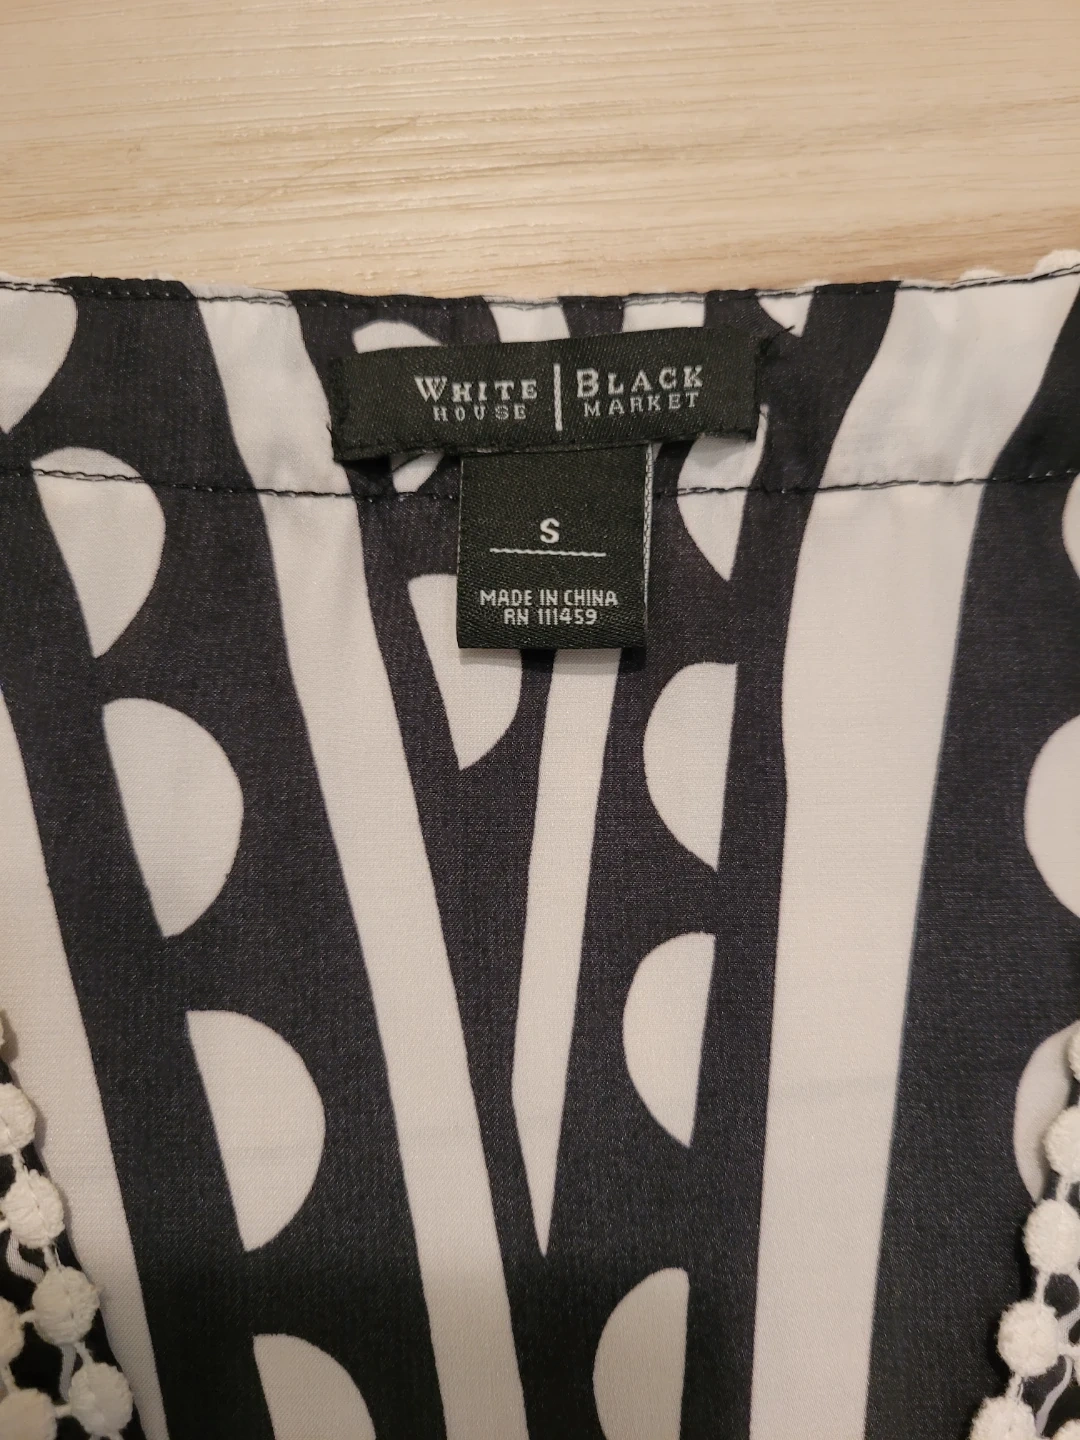 WHITE | BLACK
HOUSE | MARKET
S
MADE IN CHINA
RN 111459